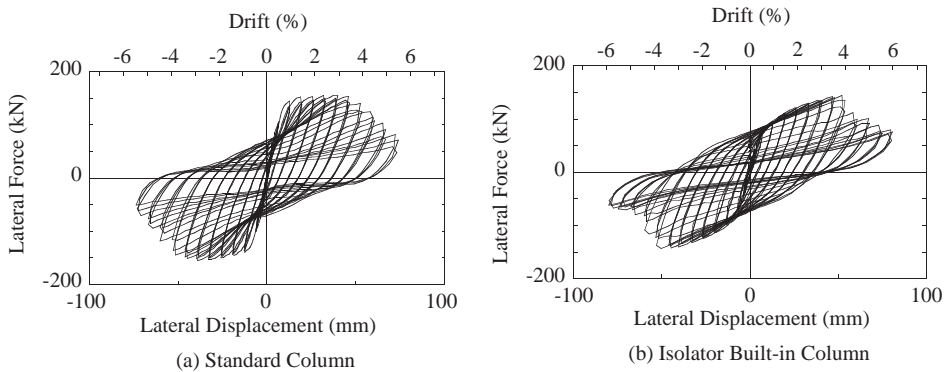 Drift (%)
-6 -4 -2 0 2 4 6
200
0
-200
Lateral Force (kN)
-100 0 100
Lateral Displacement (mm)
(a) Standard Column
Drift (%)
-6 -4 -2 0 2 4 6
200
0
-200
Lateral Force (kN)
-100 0 100
Lateral Displacement (mm)
(b) Isolator Built-in Column